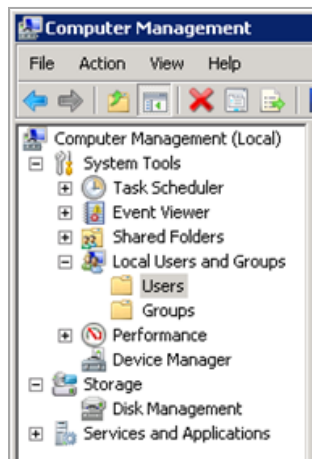 Computer Management
File Action View Help
Computer Management (Local)
System Tools
Task Scheduler
Event Viewer
Shared Folders
Local Users and Groups
Users
Groups
Performance
Device Manager
Storage
Disk Management
Services and Applications